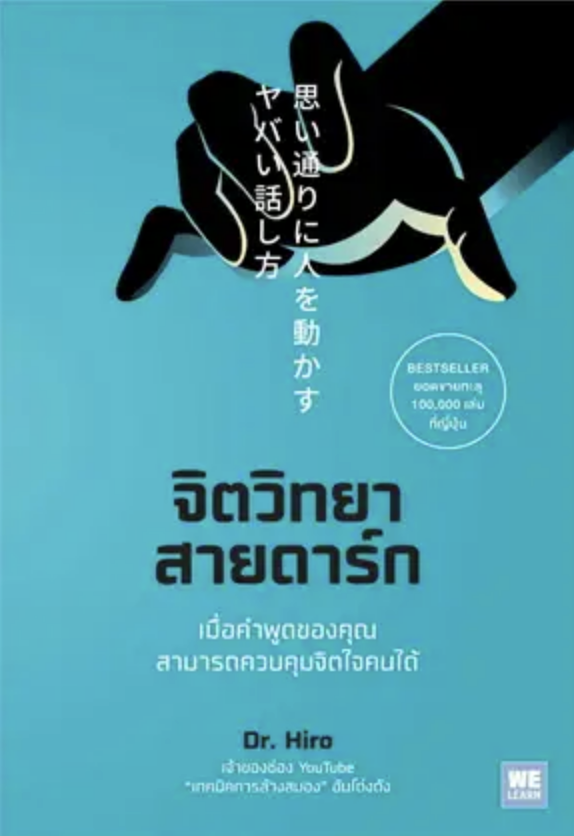 思い通りに人を動かす
ヤバい話し方
BESTSELLER
ยอดขายทะลุ
100,000 เล่ม
ที่ญี่ปุ่น
จิตวิทยา
สายดาร์ก
เมื่อคำพูดของคุณ
สามารถควบคุมจิตใจคนได้
Dr. Hiro
เจ้าของช่อง YouTube
"เทคนิคการล้างสมอง" อันโด่งดัง
WE
LEARN